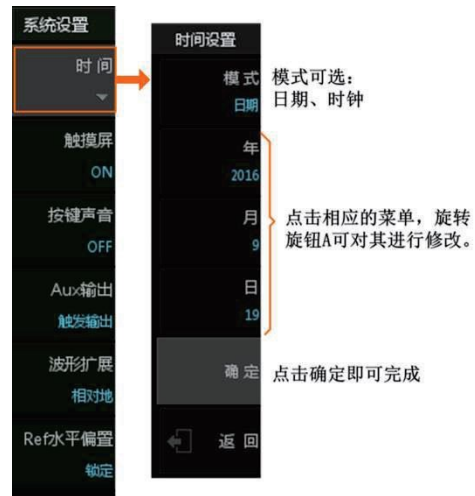 系统设置
时 间
触摸屏
ON
按键声音
OFF
Aux输出
触发输出
波形扩展
相对地
Ref水平偏置
锁定
时间设置
模 式
日期
年
2016
月
9
日
19
确 定
返 回
模式可选：
日期、时钟
点击相应的菜单，旋转
旋钮A可对其进行修改。
点击确定即可完成